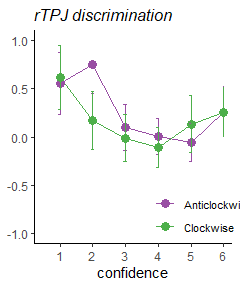 rTPJ discrimination
1.0
0.5
0.0
-0.5
-1.0
Anticlockwi
Clockwise
1 2 3 4 5 6
confidence